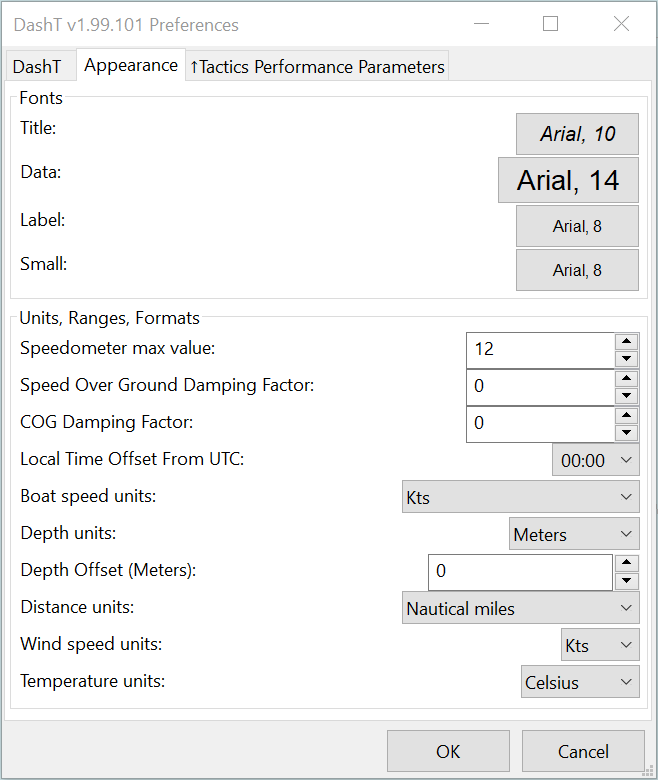 DashT v1.99.101 Preferences
DashT Appearance ↑Tactics Performance Parameters
Fonts
Title: Arial, 10
Data: Arial, 14
Label: Arial, 8
Small: Arial, 8
Units, Ranges, Formats
Speedometer max value: 12
Speed Over Ground Damping Factor: 0
COG Damping Factor: 0
Local Time Offset From UTC: 00:00
Boat speed units: Kts
Depth units: Meters
Depth Offset (Meters): 0
Distance units: Nautical miles
Wind speed units: Kts
Temperature units: Celsius
OK Cancel